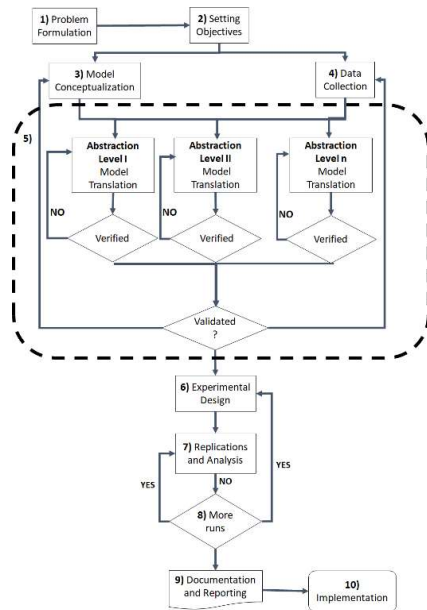 1) Problem
Formulation
2) Setting
Objectives
3) Model
Conceptualization
4) Data
Collection
5)
Abstraction
Level I
Model
Translation
Abstraction
Level II
Model
Translation
Abstraction
Level n
Model
Translation
NO
NO
NO
Verified
Verified
Verified
Validated
?
6) Experimental
Design
7) Replications
and Analysis
YES
NO
YES
8) More
runs
9) Documentation
and Reporting
10)
Implementation